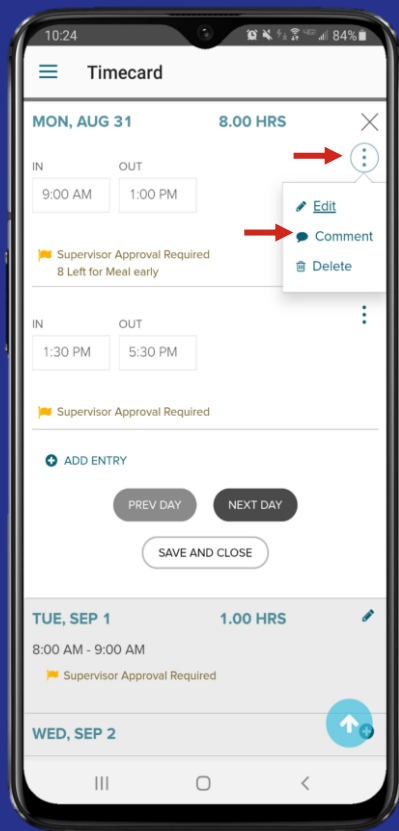 10:24
84%
Timecard
MON, AUG 31 8.00 HRS
IN OUT
9:00 AM 1:00 PM
Edit
Comment
Delete
Supervisor Approval Required
8 Left for Meal early
IN OUT
1:30 PM 5:30 PM
Supervisor Approval Required
ADD ENTRY
PREV DAY NEXT DAY
SAVE AND CLOSE
TUE, SEP 1 1.00 HRS
8:00 AM - 9:00 AM
Supervisor Approval Required
WED, SEP 2